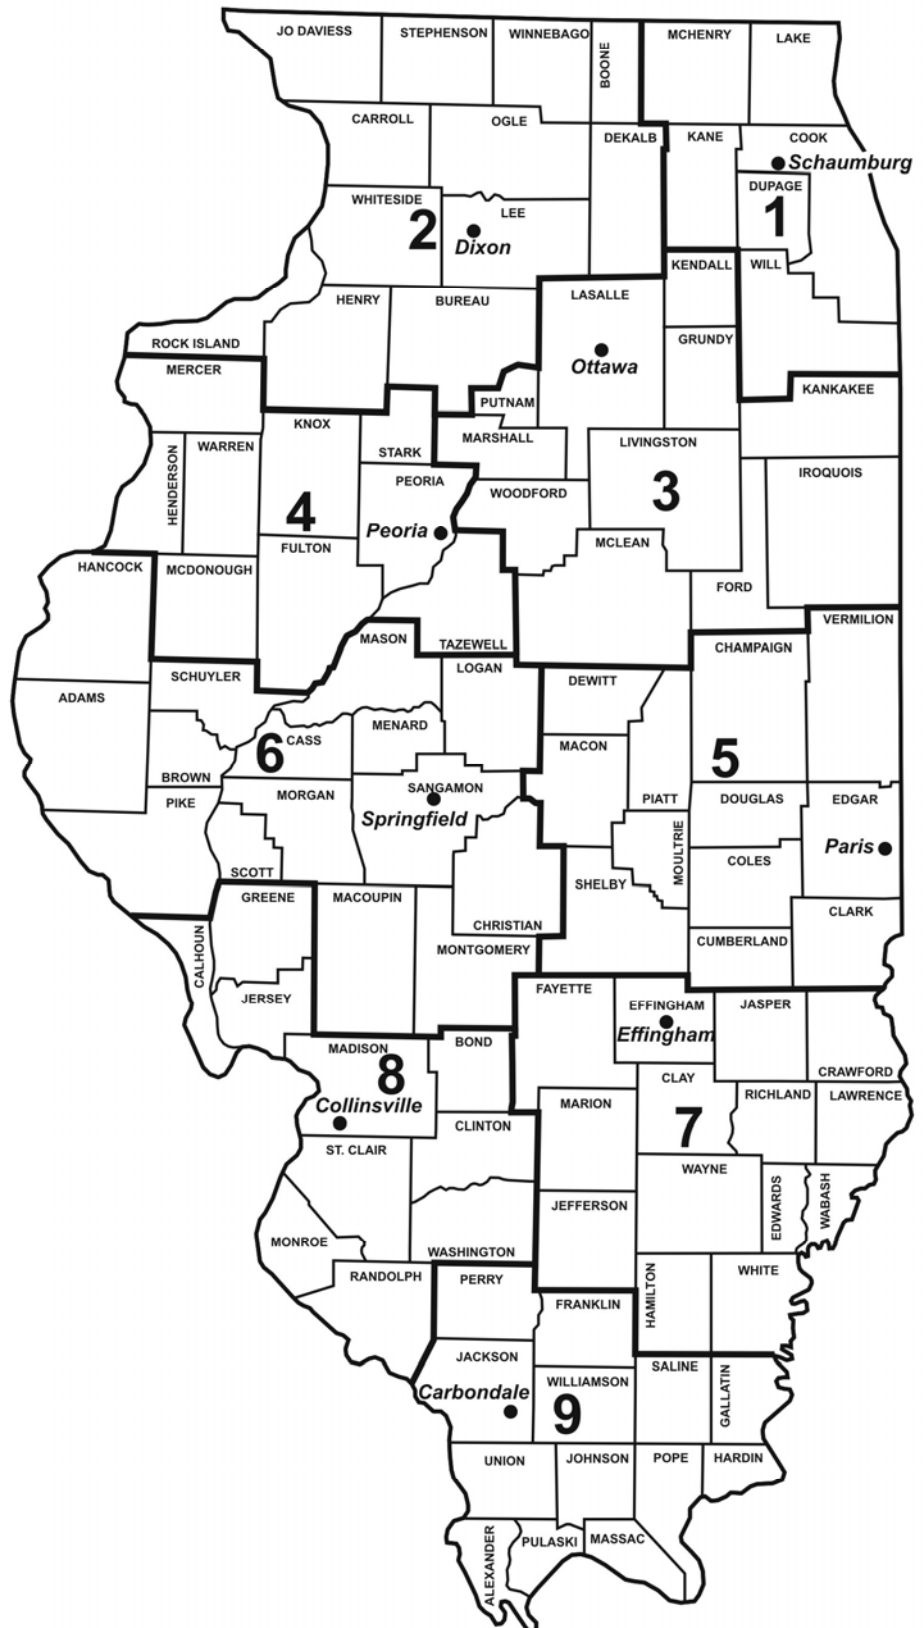 JO DAVIESS
STEPHENSON
WINNEBAGO
BOONE
MCHENRY
LAKE
CARROLL
OGLE
DEKALB
KANE
COOK
Schaumburg
DUPAGE
1
WHITESIDE
2
LEE
Dixon
KENDALL
WILL
HENRY
BUREAU
LASALLE
ROCK ISLAND
GRUNDY
Ottawa
MERCER
KANKAKEE
PUTNAM
KNOX
STARK
MARSHALL
LIVINGSTON
HENDERSON
WARREN
PEORIA
WOODFORD
3
IROQUOIS
4
Peoria
FULTON
MCLEAN
HANCOCK
MCDONOUGH
FORD
MASON
TAZEWELL
VERMILION
CHAMPAIGN
LOGAN
SCHUYLER
DEWITT
ADAMS
MENARD
CASS
6
MACON
5
BROWN
SANGAMON
PIKE
MORGAN
PIATT
DOUGLAS
EDGAR
Springfield
MOULTRIE
Paris
COLES
SCOTT
SHELBY
GREENE
MACOUPIN
CLARK
CHRISTIAN
CUMBERLAND
CALHOUN
MONTGOMERY
JERSEY
FAYETTE
EFFINGHAM
JASPER
Effingham
MADISON
BOND
8
CLAY
CRAWFORD
Collinsville
MARION
RICHLAND
LAWRENCE
CLINTON
7
ST. CLAIR
WAYNE
EDWARDS
WABASH
JEFFERSON
MONROE
WASHINGTON
RANDOLPH
PERRY
HAMILTON
WHITE
FRANKLIN
JACKSON
SALINE
WILLIAMSON
GALLATIN
Carbondale
9
UNION
JOHNSON
POPE
HARDIN
ALEXANDER
PULASKI
MASSAC